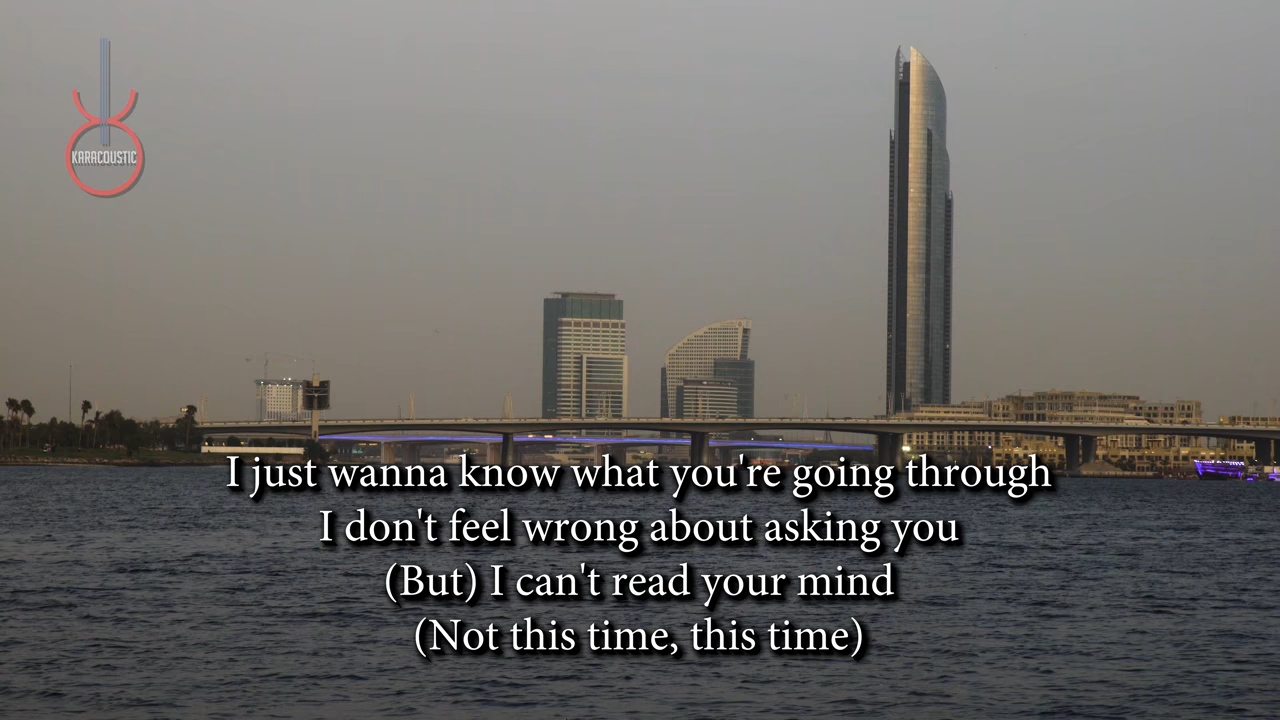 KARACOUSTIC
I just wanna know what you're going through
I don't feel wrong about asking you
(But) I can't read your mind
(Not this time, this time)